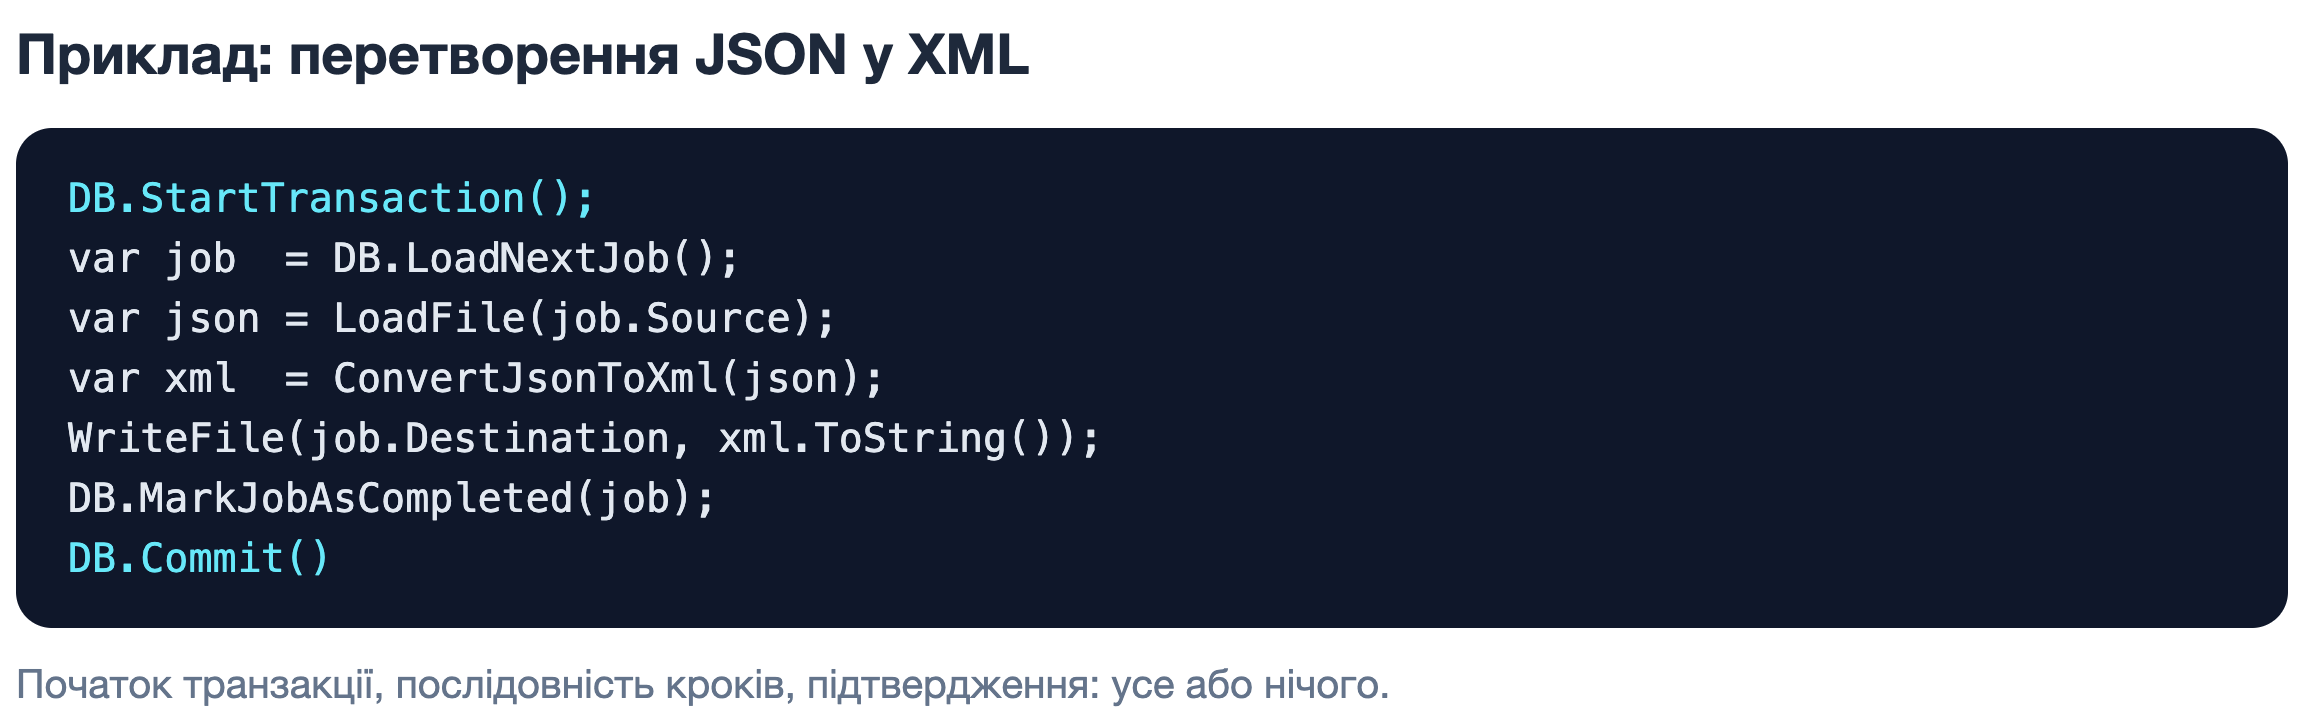 Приклад: перетворення JSON у XML
DB.StartTransaction();
var job  = DB.LoadNextJob();
var json = LoadFile(job.Source);
var xml  = ConvertJsonToXml(json);
WriteFile(job.Destination, xml.ToString());
DB.MarkJobAsCompleted(job);
DB.Commit()
Початок транзакції, послідовність кроків, підтвердження: усе або нічого.